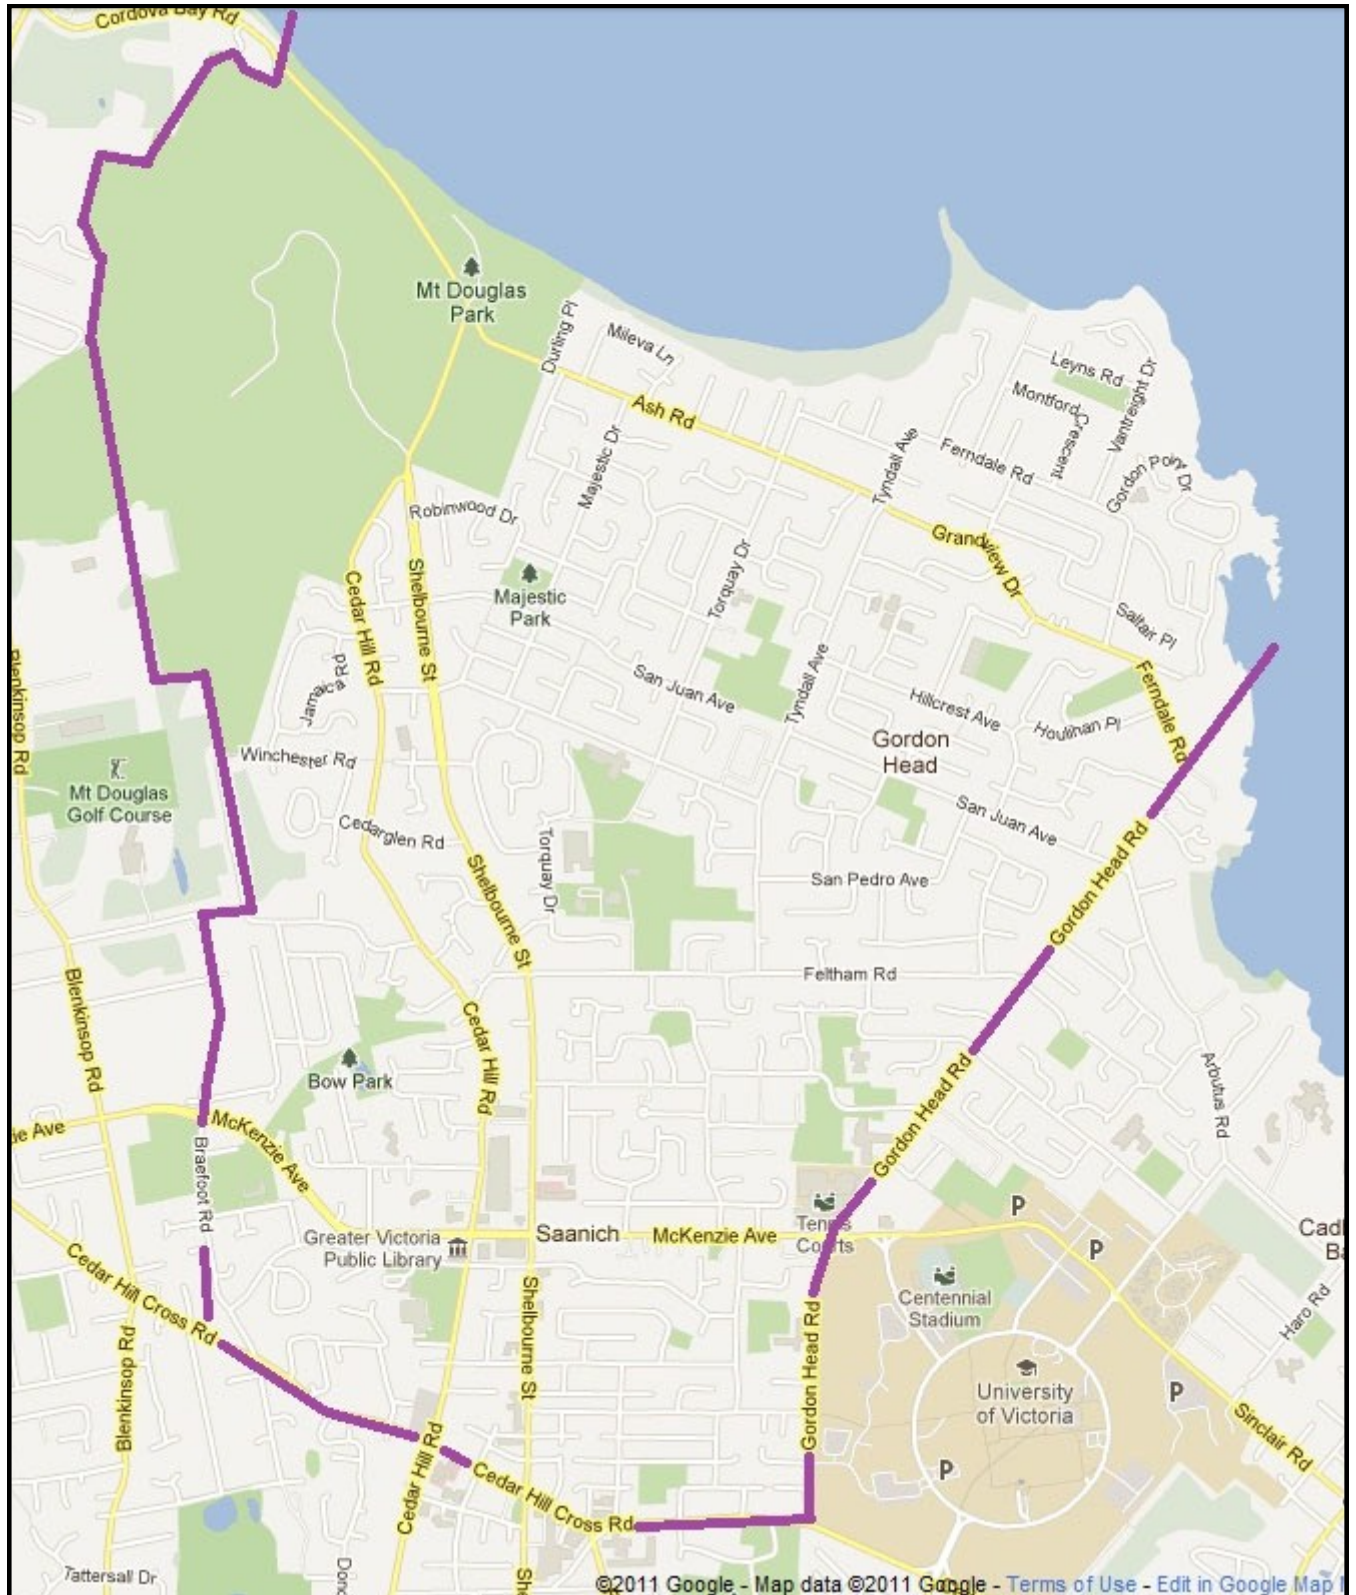 Cordova Bay Rd
Mt Douglas
Park
Durling Pl
Mileva Ln
Leyns Rd
Montford
Crescent
Vantreight Dr
Ash Rd
Majestic Dr
Tyndall Ave
Ferndale Rd
Gordon Point Dr
Robinwood Dr
Grandview Dr
Cedar Hill Rd
Shelbourne St
Majestic
Park
Torquay Dr
Saltair Pl
Blenkinsop Rd
Jamaica Rd
San Juan Ave
Tyndall Ave
Hillcrest Ave
Houlihan Pl
Ferndale Rd
Gordon
Head
Winchester Rd
Mt Douglas
Golf Course
Cedarglen Rd
San Juan Ave
Torquay Dr
Shelbourne St
San Pedro Ave
Gordon Head Rd
Feltham Rd
Blenkinsop Rd
Cedar Hill Rd
Bow Park
Gordon Head Rd
Arbutus Rd
ie Ave
McKenzie Ave
Braefoot Rd
Greater Victoria
Public Library
Saanich
McKenzie Ave
Tennis
Courts
P
P
Cedar Hill Cross Rd
Centennial
Stadium
Haro Rd
Shelbourne St
Gordon Head Rd
Blenkinsop Rd
University
of Victoria
P
Sinclair Rd
Cedar Hill Rd
Cedar Hill Cross Rd
P
Tattersall Dr
©2011 Google - Map data ©2011 Google - Terms of Use - Edit in Google Map